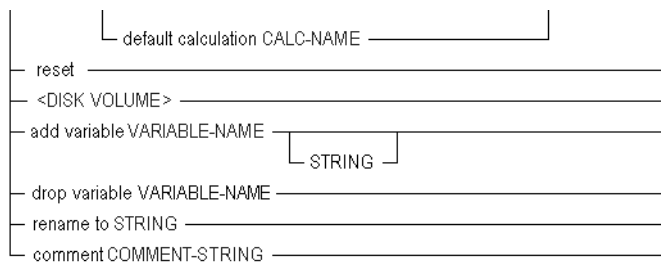 default calculation CALC-NAME
reset
<DISK VOLUME>
add variable VARIABLE-NAME
STRING
drop variable VARIABLE-NAME
rename to STRING
comment COMMENT-STRING